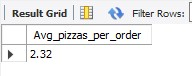 Result Grid Filter Rows:
Avg_pizzas_per_order
2.32